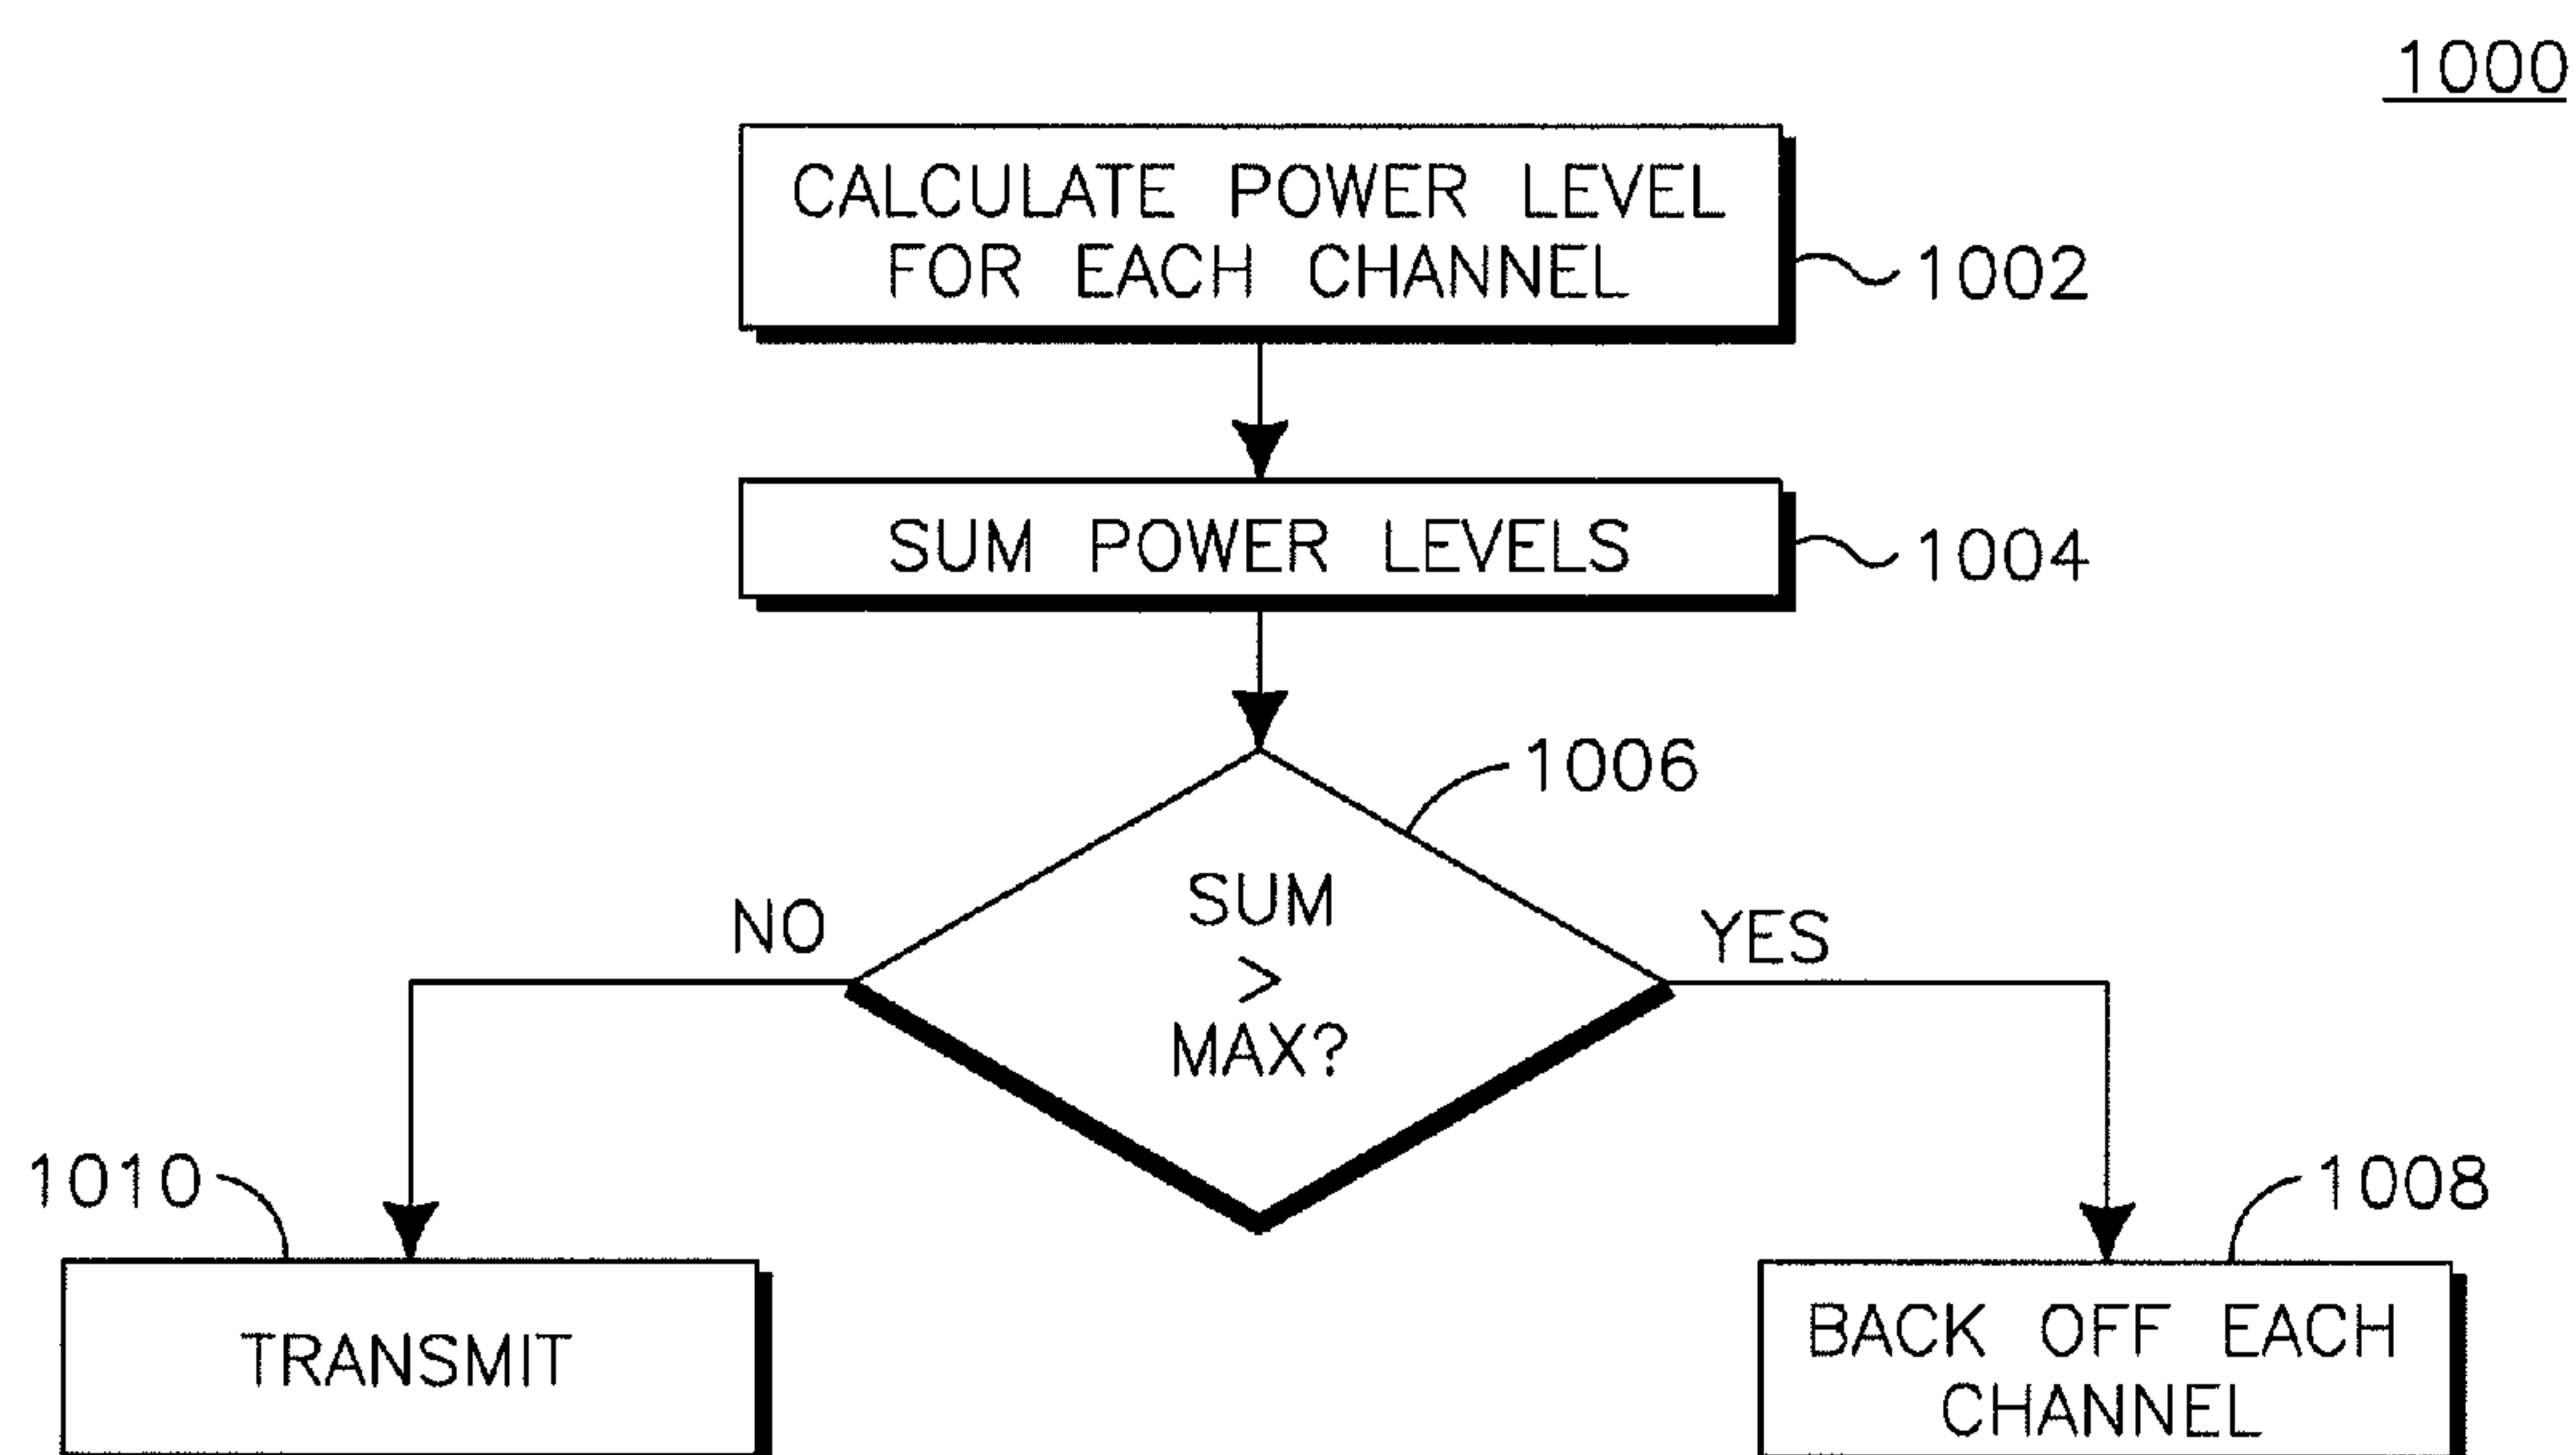 1000
CALCULATE POWER LEVEL
FOR EACH CHANNEL
1002
SUM POWER LEVELS
1004
1006
SUM
>
MAX?
NO
YES
1010
TRANSMIT
1008
BACK OFF EACH
CHANNEL